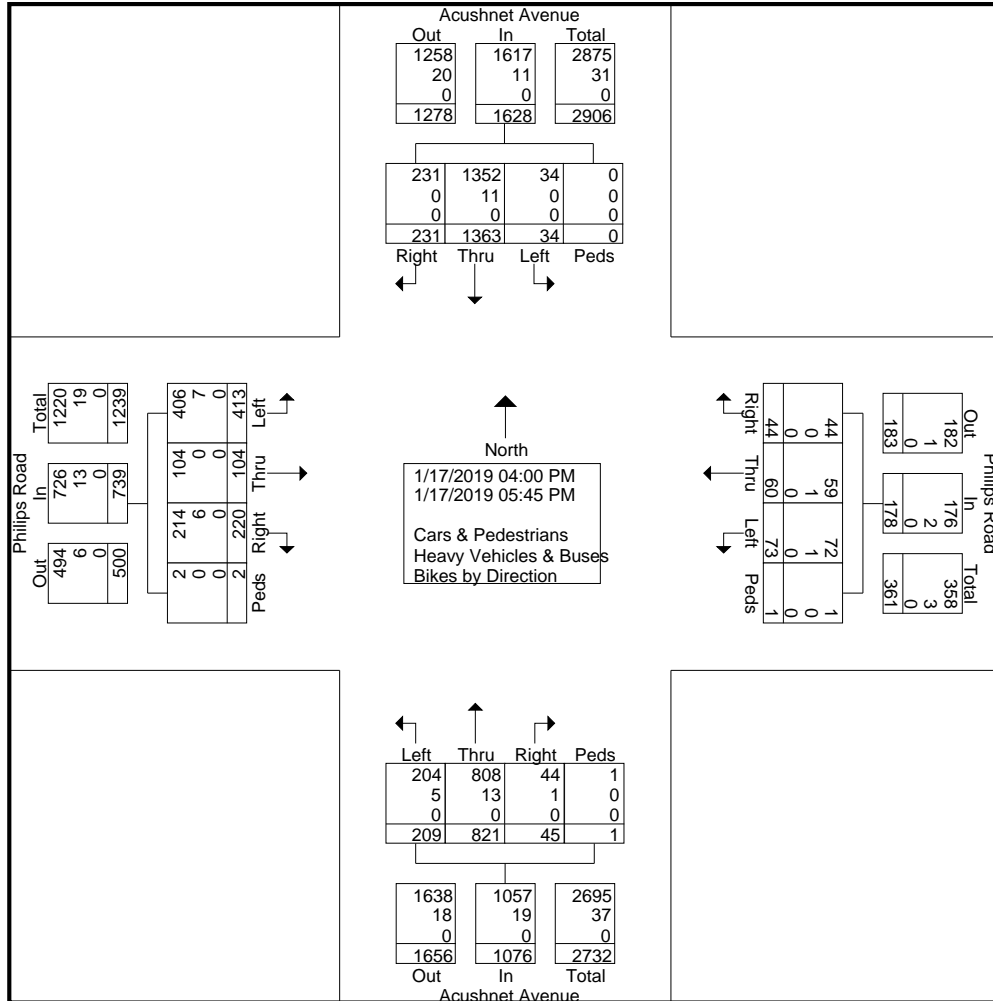 Acushnet Avenue
Out In Total
1258 1617 2875
20 11 31
0 0 0
1278 1628 2906
231 1352 34 0
0 11 0 0
0 0 0 0
231 1363 34 0
Right Thru Left Peds
Philips Road
Total
1220
19
0
1239
In
726
13
0
739
Out
494
6
0
500
406
7
0
413
Left
104
0
0
104
Thru
214
6
0
220
Right
2
0
0
2
Peds
North
1/17/2019 04:00 PM
1/17/2019 05:45 PM
Cars & Pedestrians
Heavy Vehicles & Buses
Bikes by Direction
Right
44
0
0
44
Thru
59
1
0
60
Left
72
1
0
73
Peds
1
0
0
1
Out
182
1
0
183
In
176
2
0
178
Total
358
3
0
361
Philips Road
Left Thru Right Peds
204 808 44 1
5 13 1 0
0 0 0 0
209 821 45 1
1638 1057 2695
18 19 37
0 0 0
1656 1076 2732
Out In Total
Acushnet Avenue